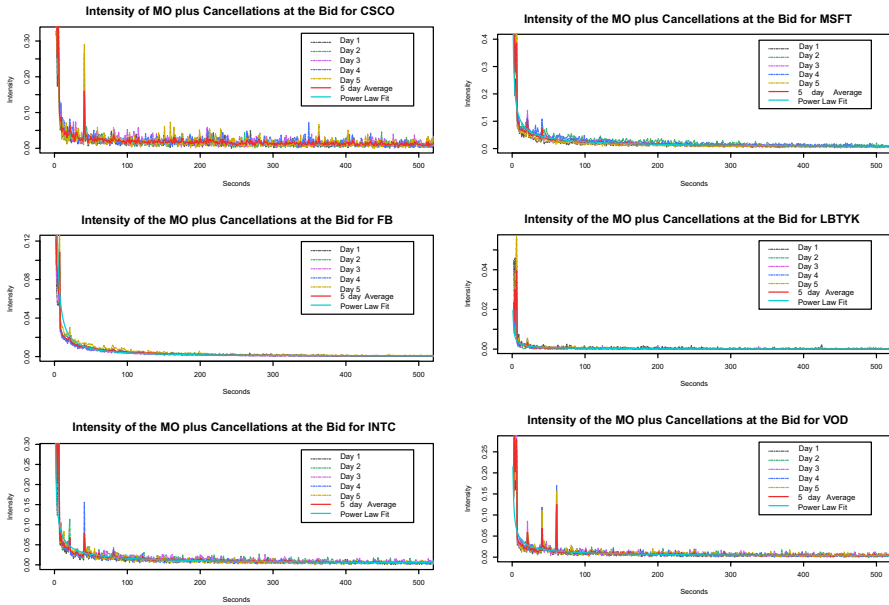 Intensity of MO plus Cancellations at the Bid for CSCO
Intensity
0.00 0.10 0.20 0.30
0 100 200 300 400 500
Seconds
Day 1
Day 2
Day 3
Day 4
Day 5
5 day Average
Power Law Fit
Intensity of the MO plus Cancellations at the Bid for MSFT
Intensity
0.0 0.1 0.2 0.3 0.4
0 100 200 300 400 500
Seconds
Day 1
Day 2
Day 3
Day 4
Day 5
5 day Average
Power Law Fit
Intensity of the MO plus Cancellations at the Bid for FB
Intensity
0.00 0.04 0.08 0.12
0 100 200 300 400 500
Seconds
Day 1
Day 2
Day 3
Day 4
Day 5
5 day Average
Power Law Fit
Intensity of the MO plus Cancellations at the Bid for LBTYK
Intensity
0.00 0.02 0.04
0 100 200 300 400 500
Seconds
Day 1
Day 2
Day 3
Day 4
Day 5
5 day Average
Power Law Fit
Intensity of the MO plus Cancellations at the Bid for INTC
Intensity
0.00 0.05 0.10 0.15 0.20 0.25 0.30
0 100 200 300 400 500
Seconds
Day 1
Day 2
Day 3
Day 4
Day 5
5 day Average
Power Law Fit
Intensity of the MO plus Cancellations at the Bid for VOD
Intensity
0.00 0.05 0.10 0.15 0.20 0.25
0 100 200 300 400 500
Seconds
Day 1
Day 2
Day 3
Day 4
Day 5
5 day Average
Power Law Fit